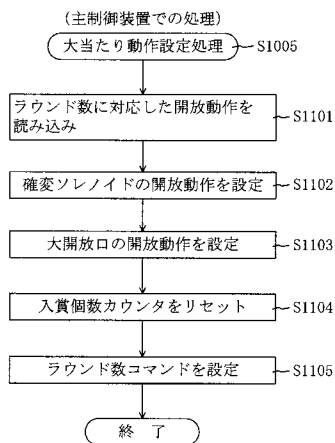 (主制御装置での処理)
大当たり動作設定処理
S1005
ラウンド数に対応した開放動作を
読み込み
S1101
確変ソレノイドの開放動作を設定
S1102
大開放口の開放動作を設定
S1103
入賞個数カウンタをリセット
S1104
ラウンド数コマンドを設定
S1105
終 了